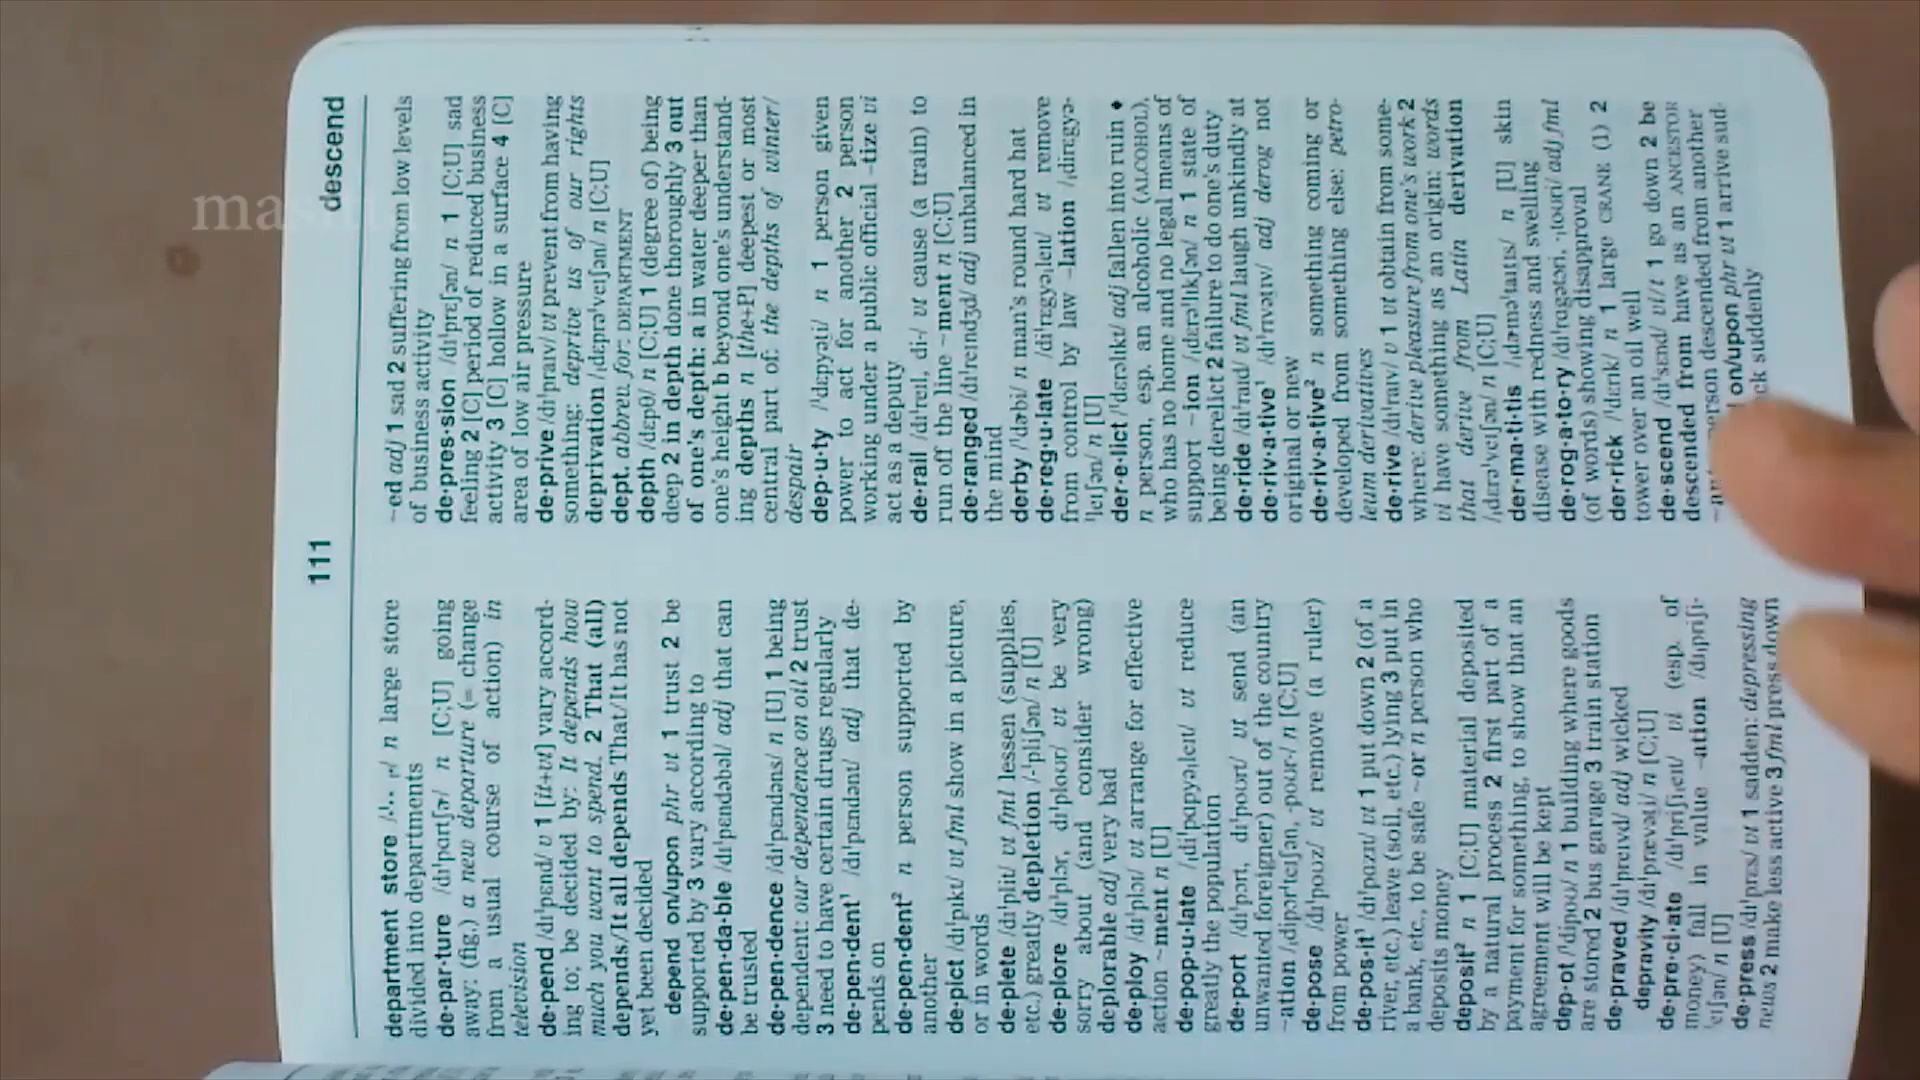 111
descend
department store /·'·· ·/ n large store
divided into departments
de·par·ture /dɪˈpɑrtʃər/ n [C;U] going
away: (fig.) a new departure (= change
from a usual course of action) in
television
de·pend /dɪˈpɛnd/ v 1 [it+vt] vary accord-
ing to; be decided by: It depends how
much you want to spend. 2 That (all)
depends/It all depends That/It has not
yet been decided
depend on/upon phr vt 1 trust 2 be
supported by 3 vary according to
de·pen·da·ble /dɪˈpɛndəbəl/ adj that can
be trusted
de·pen·dence /dɪˈpɛndəns/ n [U] 1 being
dependent: our dependence on oil 2 trust
3 need to have certain drugs regularly
de·pen·dent¹ /dɪˈpɛndənt/ adj that de-
pends on
de·pen·dent² n person supported by
another
de·pict /dɪˈpɪkt/ vt fml show in a picture,
or in words
de·plete /dɪˈplit/ vt fml lessen (supplies,
etc.) greatly depletion /-ˈpliʃən/ n [U]
de·plore /dɪˈplɔr, dɪˈploʊr/ vt be very
sorry about (and consider wrong)
deplorable adj very bad
de·ploy /dɪˈplɔɪ/ vt arrange for effective
action ~ment n [U]
de·pop·u·late /ˌdiˈpɑpyəˌleɪt/ vt reduce
greatly the population
de·port /dɪˈpɔrt, dɪˈpoʊrt/ vt send (an
unwanted foreigner) out of the country
~ation /ˌdipɔrˈteɪʃən, -poʊr-/ n [C;U]
de·pose /dɪˈpoʊz/ vt remove (a ruler)
from power
de·pos·it¹ /dɪˈpɑzɪt/ vt 1 put down 2 (of a
river, etc.) leave (soil, etc.) lying 3 put in
a bank, etc., to be safe ~or n person who
deposits money
deposit² n 1 [C;U] material deposited
by a natural process 2 first part of a
payment for something, to show that an
agreement will be kept
dep·ot /ˈdipoʊ/ n 1 building where goods
are stored 2 bus garage 3 train station
de·praved /dɪˈpreɪvd/ adj wicked
depravity /dɪˈprævəti/ n [C;U]
de·pre·ci·ate /dɪˈpriʃiˌeɪt/ vi (esp. of
money) fall in value -ation /dɪˌpriʃi-
ˈeɪʃən/ n [U]
de·press /dɪˈprɛs/ vt 1 sadden: depressing
news 2 make less active 3 fml press down
~ed adj 1 sad 2 suffering from low levels
of business activity
de·pres·sion /dɪˈprɛʃən/ n 1 [C;U] sad
feeling 2 [C] period of reduced business
activity 3 [C] hollow in a surface 4 [C]
area of low air pressure
de·prive /dɪˈpraɪv/ vt prevent from having
something: deprive us of our rights
deprivation /ˌdɛprəˈveɪʃən/ n [C;U]
dept. abbrev. for: DEPARTMENT
depth /dɛpθ/ n [C;U] 1 (degree of) being
deep 2 in depth done thoroughly 3 out
of one's depth: a in water deeper than
one's height b beyond one's understand-
ing depths n [the+P] deepest or most
central part of: the depths of winter/
despair
dep·u·ty /ˈdɛpyəti/ n 1 person given
power to act for another 2 person
working under a public official -tize vi
act as a deputy
de·rail /dɪˈreɪl, di-/ vt cause (a train) to
run off the line ~ment n [C;U]
de·ranged /dɪˈreɪndʒd/ adj unbalanced in
the mind
derby /ˈdɜrbi/ n man's round hard hat
de·reg·u·late /diˈrɛgyəˌleɪt/ vt remove
from control by law -lation /ˌdirɛgyə-
ˈleɪʃən/ n [U]
der·e·lict /ˈdɛrəlɪkt/ adj fallen into ruin ♦
n person, esp. an alcoholic (ALCOHOL),
who has no home and no legal means of
support ~ion /ˌdɛrəˈlɪkʃən/ n 1 state of
being derelict 2 failure to do one's duty
de·ride /dɪˈraɪd/ vt fml laugh unkindly at
de·riv·a·tive¹ /dɪˈrɪvətɪv/ adj derog not
original or new
de·riv·a·tive² n something coming or
developed from something else: petro-
leum derivatives
de·rive /dɪˈraɪv/ v 1 vt obtain from some-
where: derive pleasure from one's work 2
vi have something as an origin: words
that derive from Latin derivation
/ˌdɛrəˈveɪʃən/ n [C;U]
der·ma·ti·tis /ˌdɜrməˈtaɪtɪs/ n [U] skin
disease with redness and swelling
de·rog·a·to·ry /dɪˈrɑgəˌtɔri, -ˌtoʊri/ adj fml
(of words) showing disapproval
der·rick /ˈdɛrɪk/ n 1 large CRANE (1) 2
tower over an oil well
de·scend /dɪˈsɛnd/ vi/t 1 go down 2 be
descended from have as an ANCESTOR
person descended from another
on/upon phr vt 1 arrive sud-
suddenly